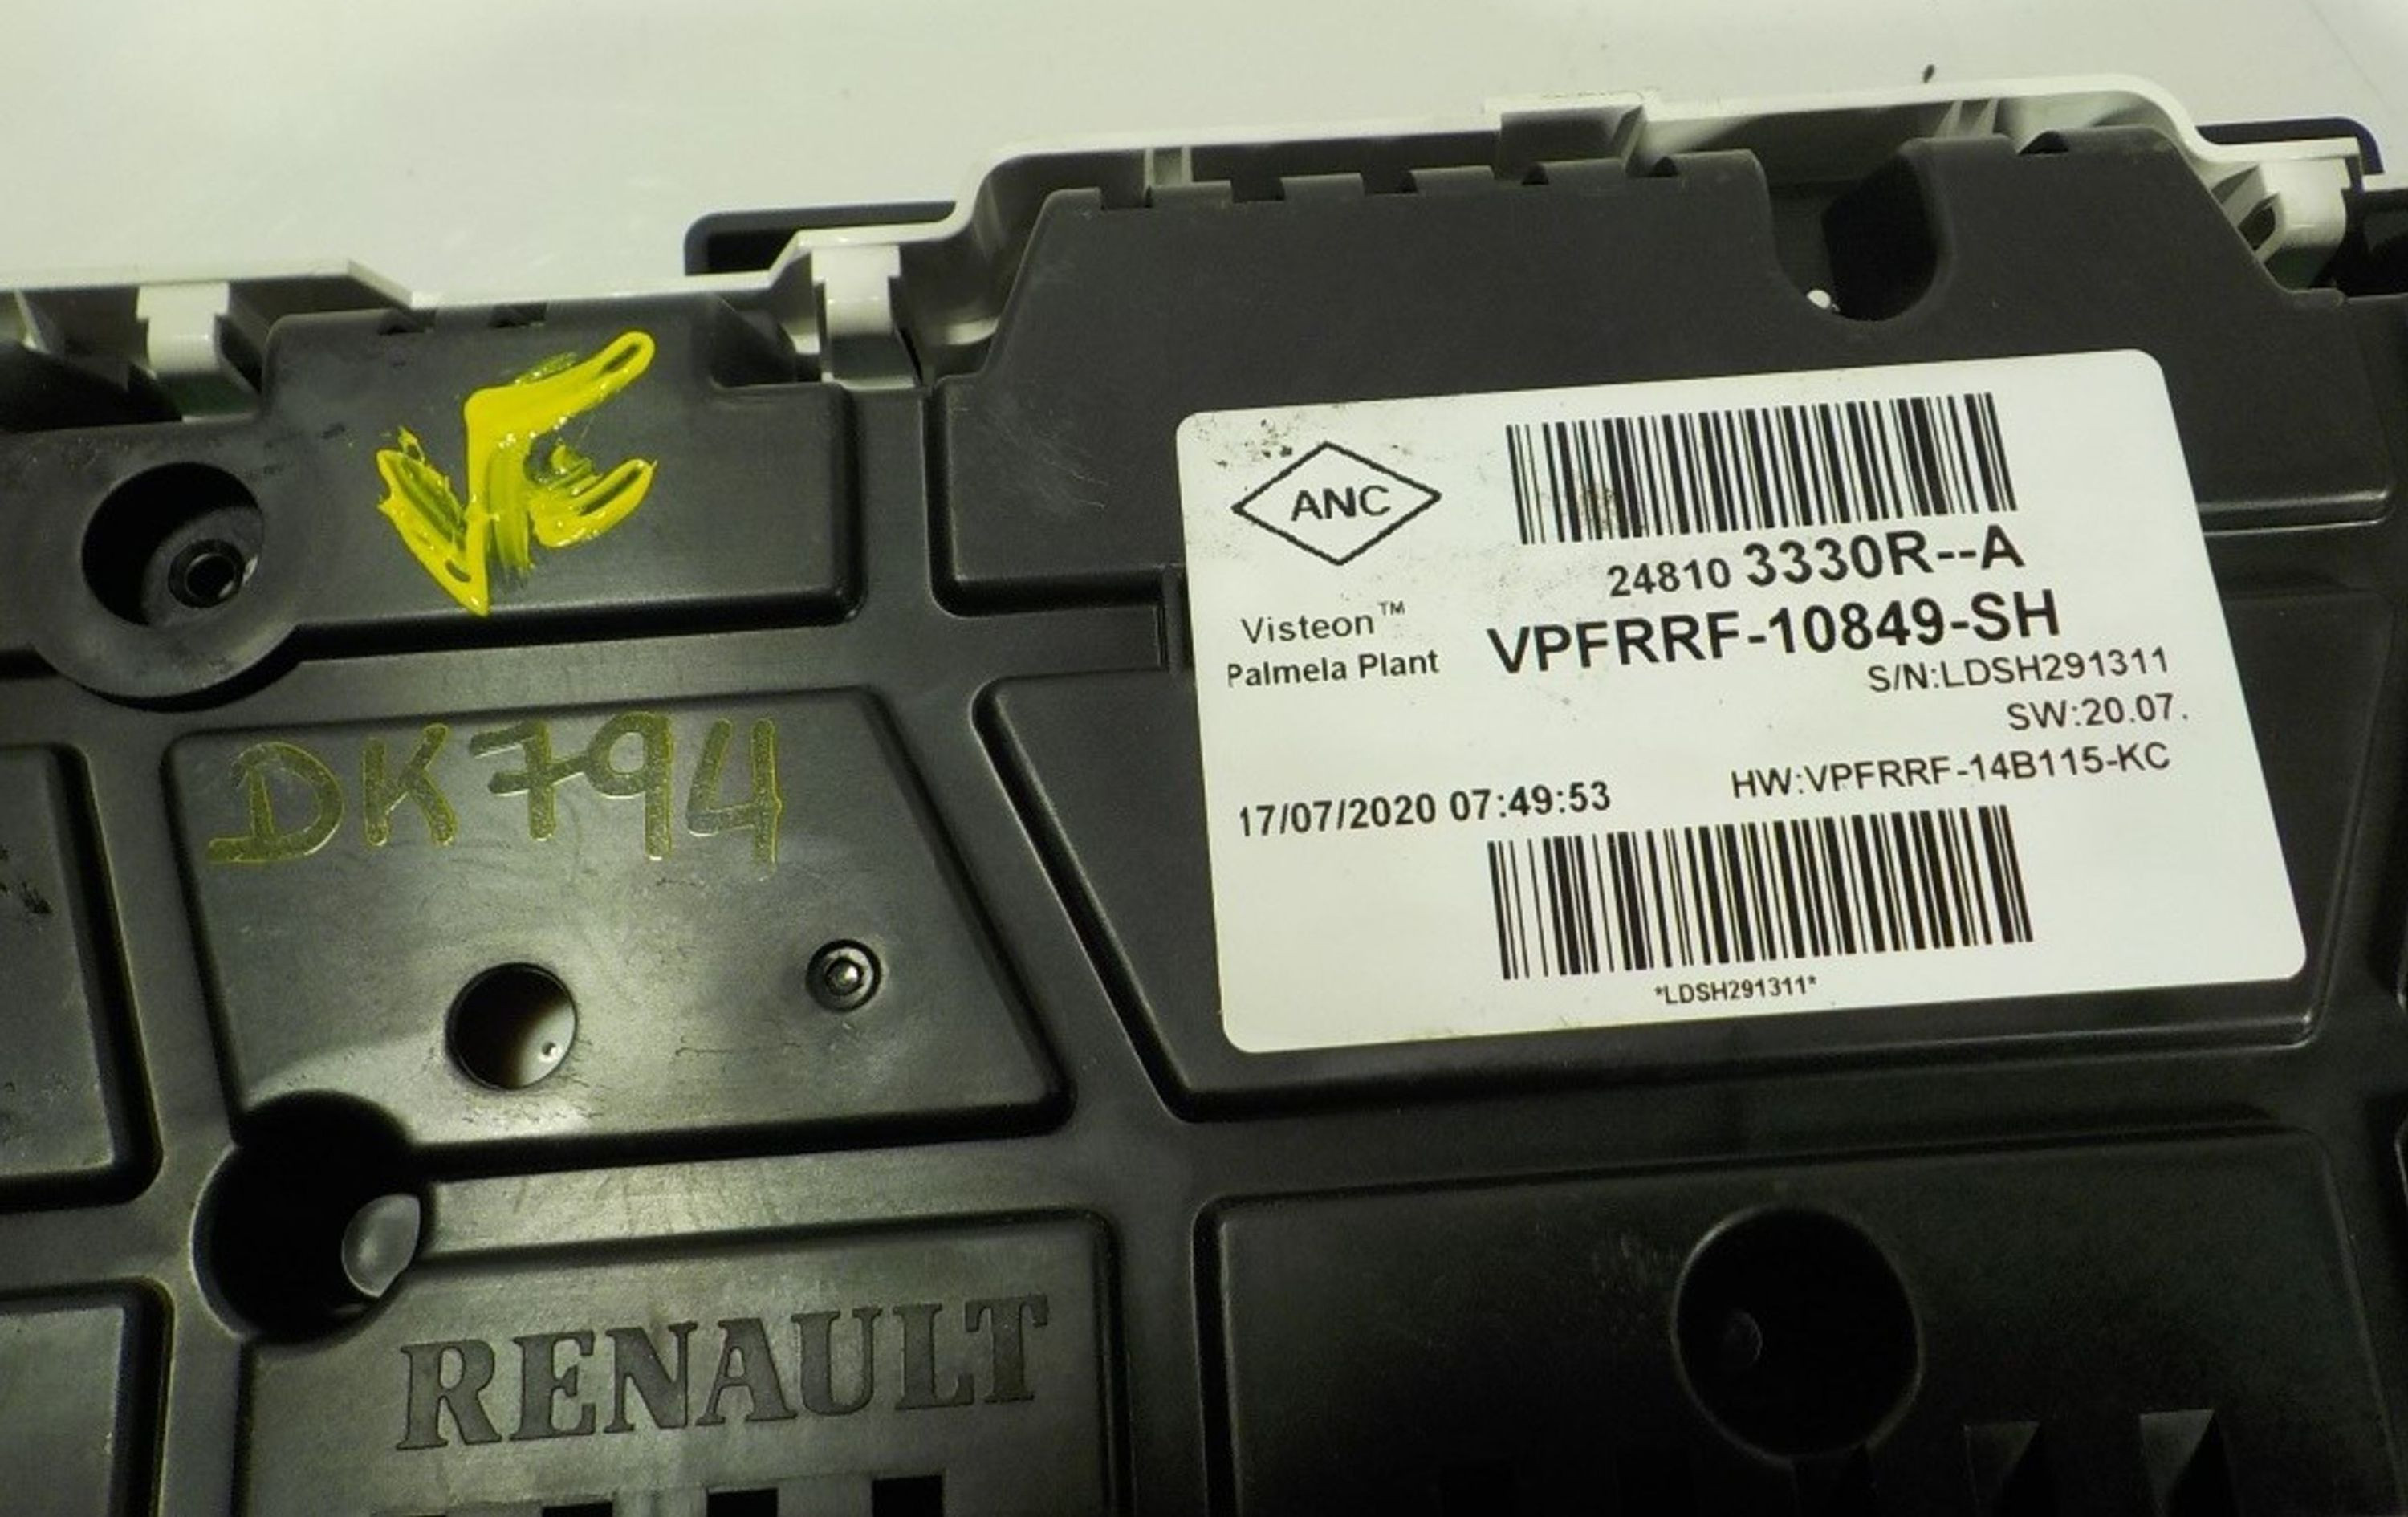 VF
DK794
ANC
24810 3330R--A
Visteon™
Palmela Plant
VPFRRF-10849-SH
S/N:LDSH291311
SW:20.07.
HW:VPFRRF-14B115-KC
17/07/2020 07:49:53
*LDSH291311*
RENAULT